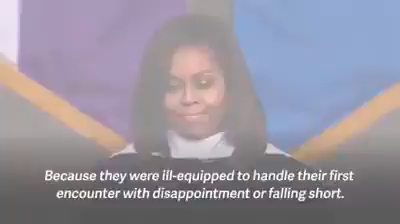 Because they were ill-equipped to handle their first
encounter with disappointment or falling short.